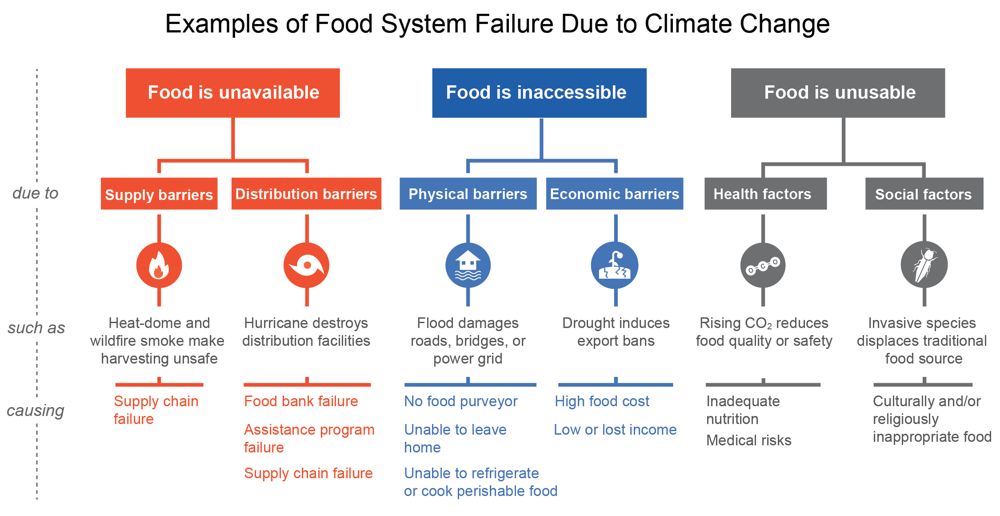 Examples of Food System Failure Due to Climate Change
Food is unavailable
Food is inaccessible
Food is unusable
due to
Supply barriers
Distribution barriers
Physical barriers
Economic barriers
Health factors
Social factors
O C O
such as
Heat-dome and
wildfire smoke make
harvesting unsafe
Hurricane destroys
distribution facilities
Flood damages
roads, bridges, or
power grid
Drought induces
export bans
Rising CO₂ reduces
food quality or safety
Invasive species
displaces traditional
food source
causing
Supply chain
failure
Food bank failure
Assistance program
failure
Supply chain failure
No food purveyor
Unable to leave
home
Unable to refrigerate
or cook perishable food
High food cost
Low or lost income
Inadequate
nutrition
Medical risks
Culturally and/or
religiously
inappropriate food